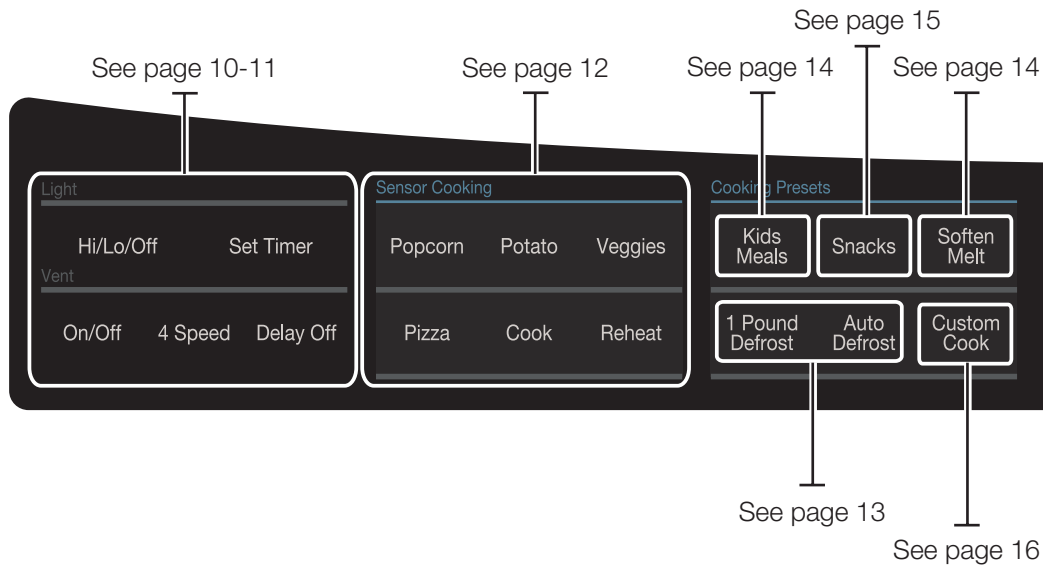 See page 15
See page 10-11
See page 12
See page 14
See page 14
Light
Hi/Lo/Off
Set Timer
Vent
On/Off
4 Speed
Delay Off
Sensor Cooking
Popcorn
Potato
Veggies
Pizza
Cook
Reheat
Cooking Presets
Kids
Meals
Snacks
Soften
Melt
1 Pound
Defrost
Auto
Defrost
Custom
Cook
See page 13
See page 16